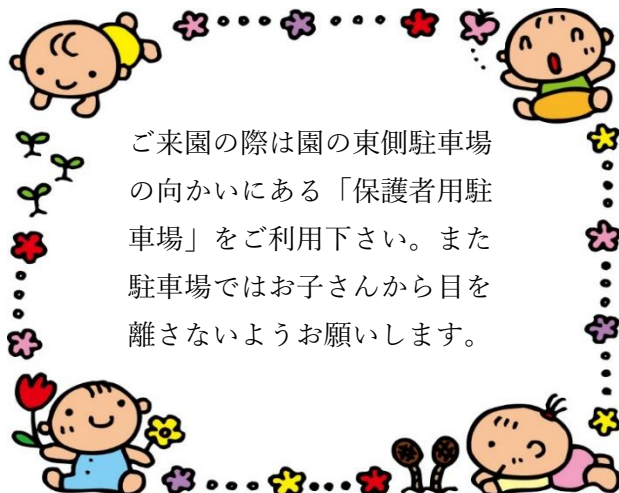 ご来園の際は園の東側駐車場
の向かいにある「保護者用駐
車場」をご利用下さい。また
駐車場ではお子さんから目を
離さないようお願いします。